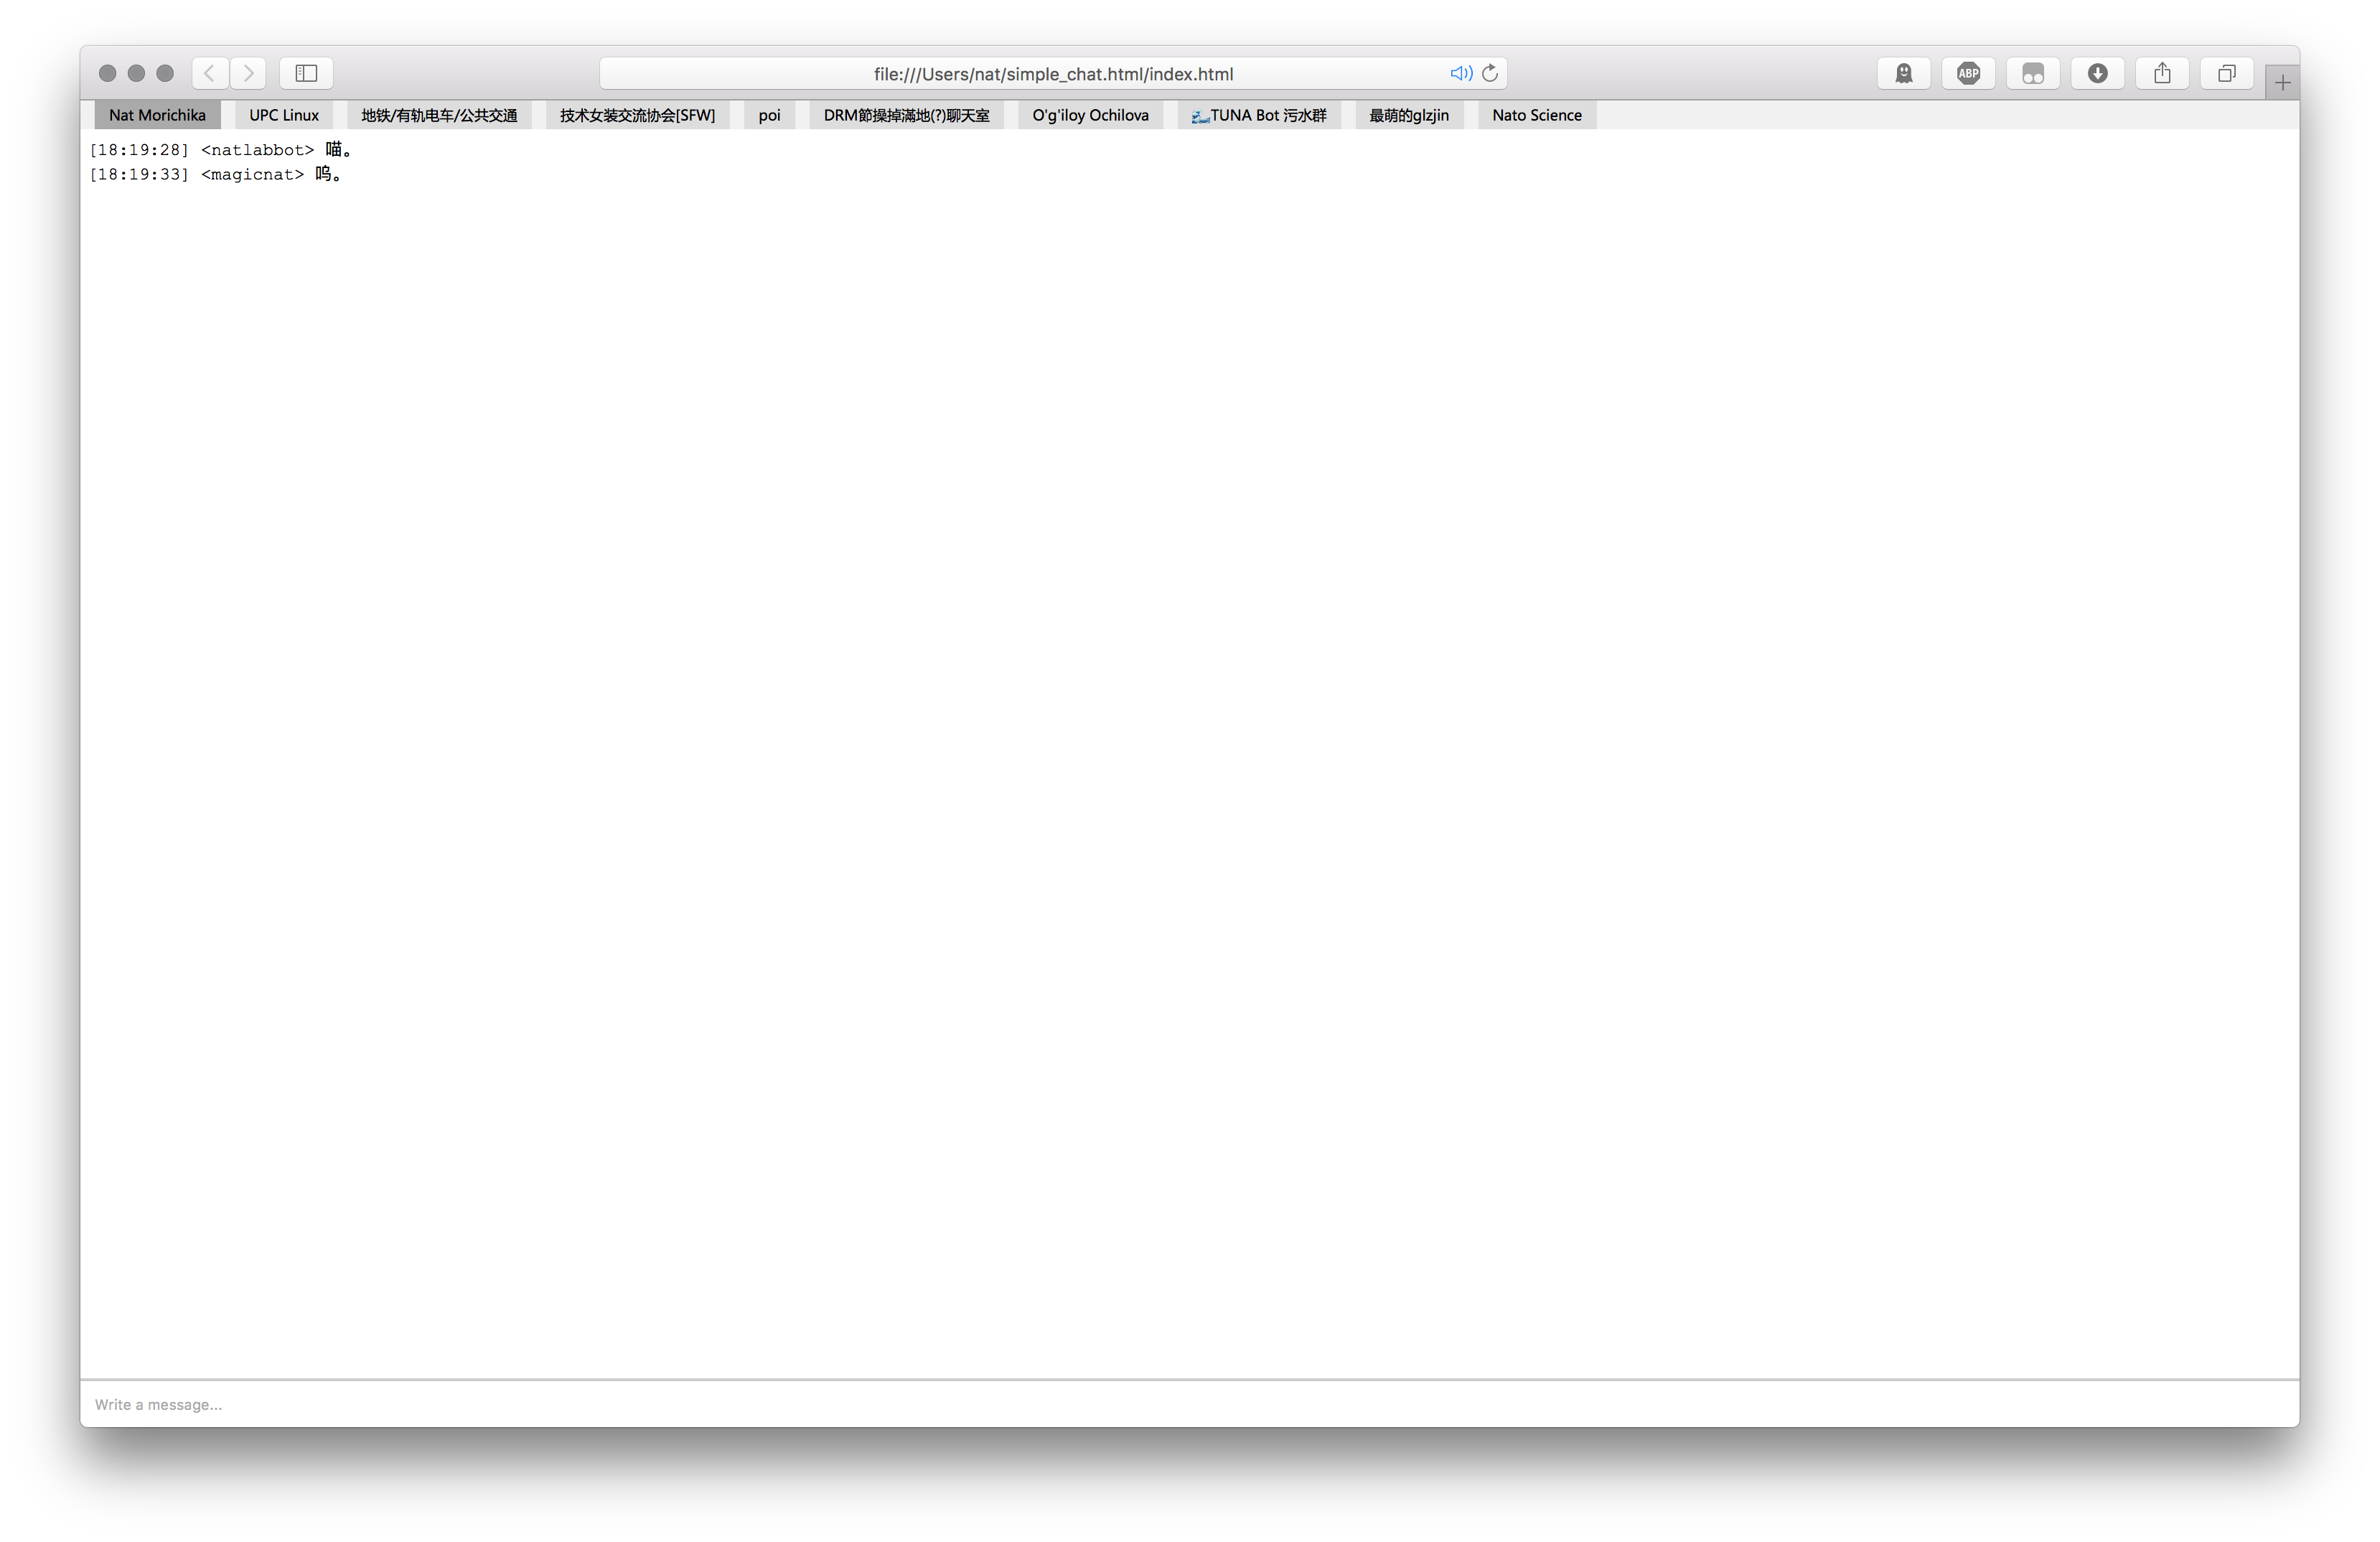 file:///Users/nat/simple_chat.html/index.html
ABP
Nat Morichika UPC Linux 地铁/有轨电车/公共交通 技术女装交流协会[SFW] poi DRM節操掉滿地(?)聊天室 O'g'iloy Ochilova 🌊TUNA Bot 污水群 最萌的glzjin Nato Science
[18:19:28] <natlabbot> 喵。
[18:19:33] <magicnat> 呜。
Write a message...